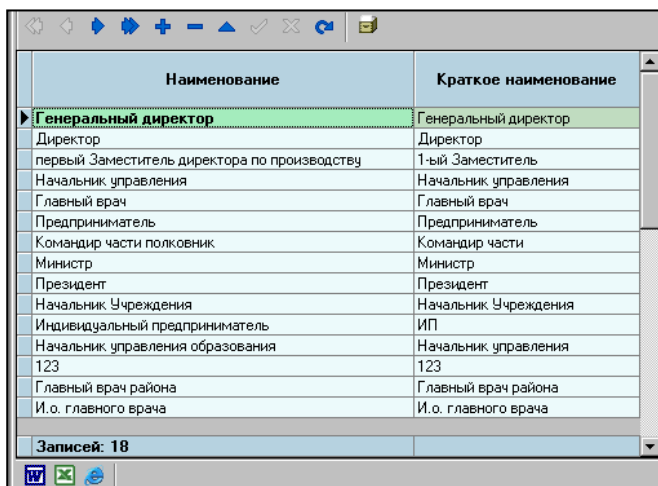 Наименование Краткое наименование
Генеральный директор Генеральный директор
Директор Директор
первый Заместитель директора по производству 1-ый Заместитель
Начальник управления Начальник управления
Главный врач Главный врач
Предприниматель Предприниматель
Командир части полковник Командир части
Министр Министр
Президент Президент
Начальник Учреждения Начальник Учреждения
Индивидуальный предприниматель ИП
Начальник управления образования Начальник управления
123 123
Главный врач района Главный врач района
И.о. главного врача И.о. главного врача
Записей: 18